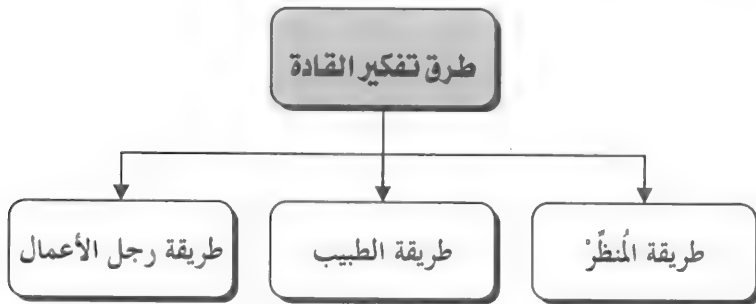 طرق تفكير القادة
طريقة المُنظِّرْ
طريقة الطبيب
طريقة رجل الأعمال